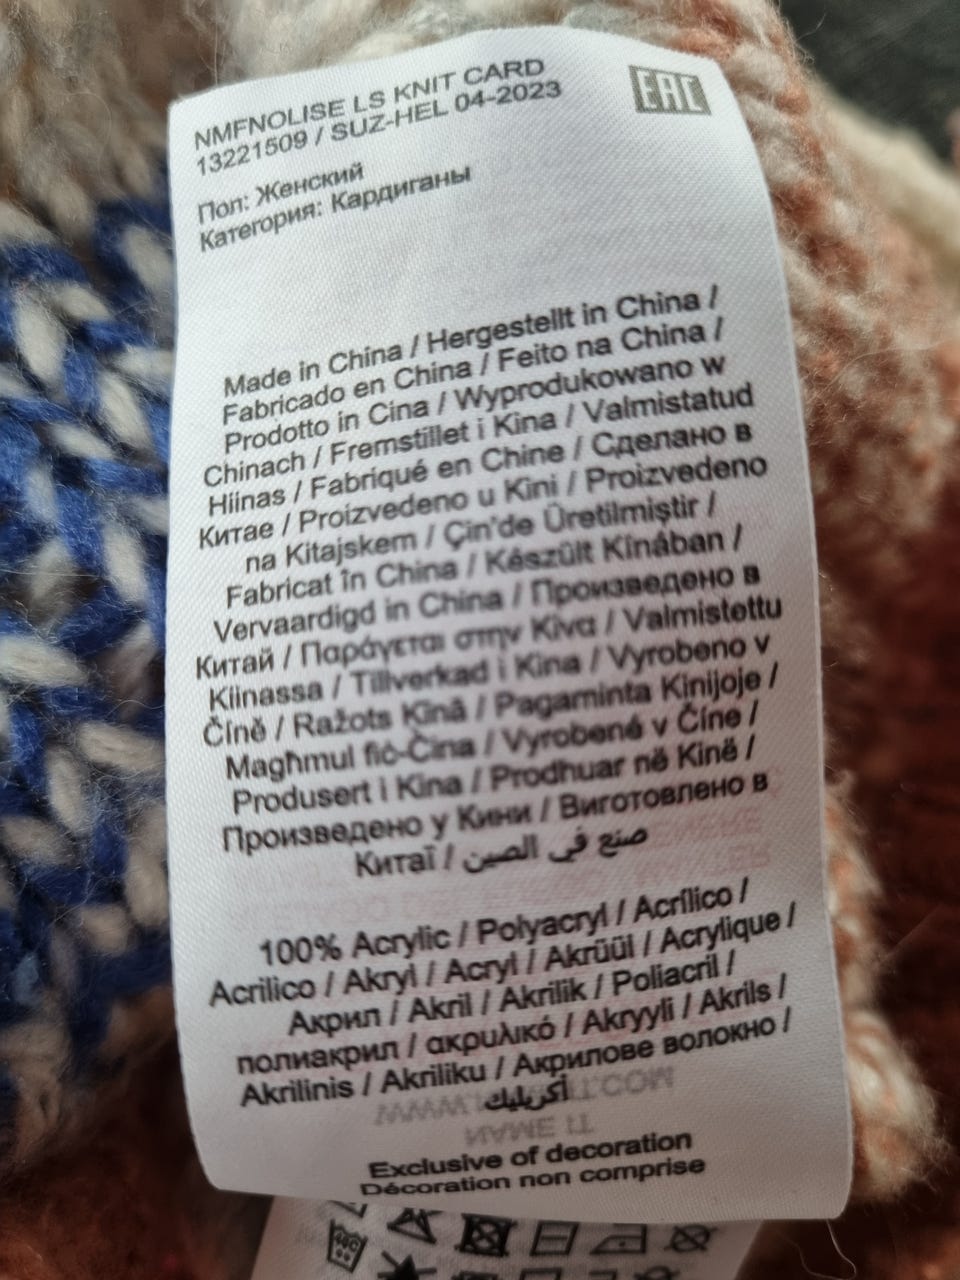 NMFNOLISE LS KNIT CARD
13221509 / SUZ-HEL 04-2023
EAC
Пол: Женский
Категория: Кардиганы
Made in China / Hergestellt in China /
Fabricado en China / Feito na China /
Prodotto in Cina / Wyprodukowano w
Chinach / Fremstillet i Kina / Valmistatud
Hiinas / Fabriqué en Chine / Сделано в
Китае / Proizvedeno u Kini / Proizvedeno
na Kitajskem / Çin'de Üretilmiştir /
Fabricat în China / Készült Kínában /
Vervaardigd in China / Произведено в
Китай / Παράγεται στην Κίνα / Valmistettu
Kiinassa / Tillverkad i Kina / Vyrobeno v
Číně / Ražots Ķīnā / Pagaminta Kinijoje /
Magħmul fiċ-Ċina / Vyrobené v Číne /
Produsert i Kina / Prodhuar në Kinë /
Произведено у Кини / Виготовлено в
Китаї / صنع في الصين
100% Acrylic / Polyacryl / Acrílico /
Acrilico / Akryl / Acryl / Akrüül / Acrylique /
Акрил / Akril / Akrilik / Poliacril /
полиакрил / ακρυλικό / Akryyli / Akrils /
Akrilinis / Akriliku / Акрилове волокно /
أكريليك
Exclusive of decoration
Décoration non comprise